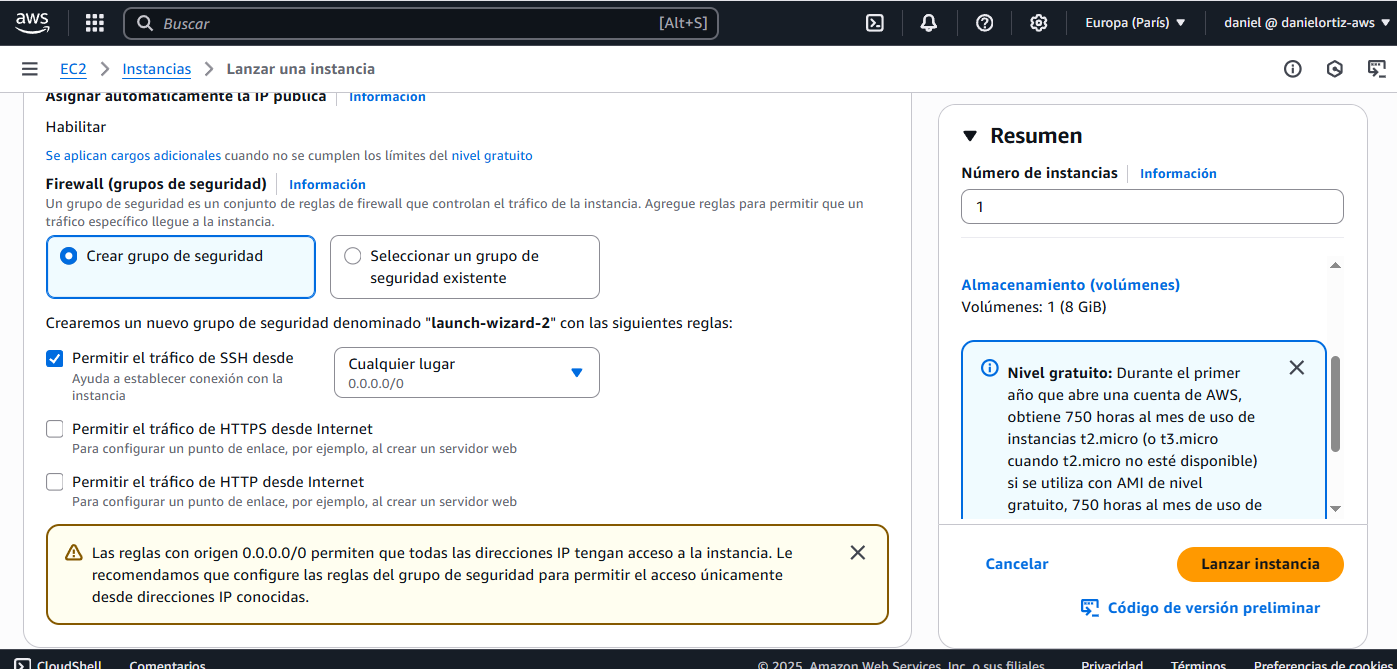 aws
Buscar
[Alt+S]
Europa (París)
daniel @ danielortiz-aws
EC2
Instancias
Lanzar una instancia
Asignar automáticamente la IP pública
Información
Habilitar
Se aplican cargos adicionales cuando no se cumplen los límites del nivel gratuito
Firewall (grupos de seguridad)
Información
Un grupo de seguridad es un conjunto de reglas de firewall que controlan el tráfico de la instancia. Agregue reglas para permitir que un
tráfico específico llegue a la instancia.
Crear grupo de seguridad
Seleccionar un grupo de
seguridad existente
Crearemos un nuevo grupo de seguridad denominado "launch-wizard-2" con las siguientes reglas:
Permitir el tráfico de SSH desde
Ayuda a establecer conexión con la
instancia
Cualquier lugar
0.0.0.0/0
Permitir el tráfico de HTTPS desde Internet
Para configurar un punto de enlace, por ejemplo, al crear un servidor web
Permitir el tráfico de HTTP desde Internet
Para configurar un punto de enlace, por ejemplo, al crear un servidor web
Las reglas con origen 0.0.0.0/0 permiten que todas las direcciones IP tengan acceso a la instancia. Le
recomendamos que configure las reglas del grupo de seguridad para permitir el acceso únicamente
desde direcciones IP conocidas.
Resumen
Número de instancias
Información
1
Almacenamiento (volúmenes)
Volúmenes: 1 (8 GiB)
Nivel gratuito: Durante el primer
año que abre una cuenta de AWS,
obtiene 750 horas al mes de uso de
instancias t2.micro (o t3.micro
cuando t2.micro no esté disponible)
si se utiliza con AMI de nivel
gratuito, 750 horas al mes de uso de
Cancelar
Lanzar instancia
Código de versión preliminar
CloudShell
Comentarios
© 2025, Amazon Web Services, Inc. o sus filiales.
Privacidad
Términos
Preferencias de cookies